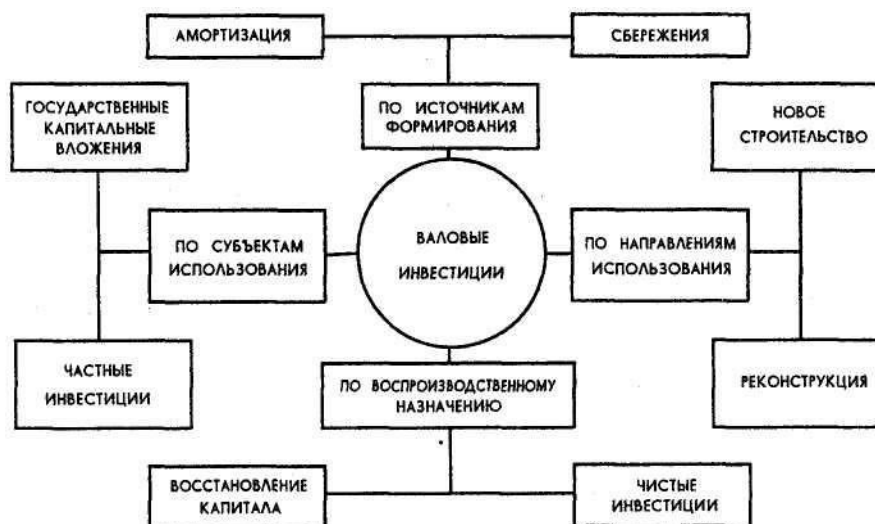 АМОРТИЗАЦИЯ
СБЕРЕЖЕНИЯ
ГОСУДАРСТВЕННЫЕ
КАПИТАЛЬНЫЕ
ВЛОЖЕНИЯ
ПО ИСТОЧНИКАМ
ФОРМИРОВАНИЯ
НОВОЕ
СТРОИТЕЛЬСТВО
ПО СУБЪЕКТАМ
ИСПОЛЬЗОВАНИЯ
ВАЛОВЫЕ
ИНВЕСТИЦИИ
ПО НАПРАВЛЕНИЯМ
ИСПОЛЬЗОВАНИЯ
ЧАСТНЫЕ
ИНВЕСТИЦИИ
ПО ВОСПРОИЗВОДСТВЕННОМУ
НАЗНАЧЕНИЮ
РЕКОНСТРУКЦИЯ
ВОССТАНОВЛЕНИЕ
КАПИТАЛА
ЧИСТЫЕ
ИНВЕСТИЦИИ